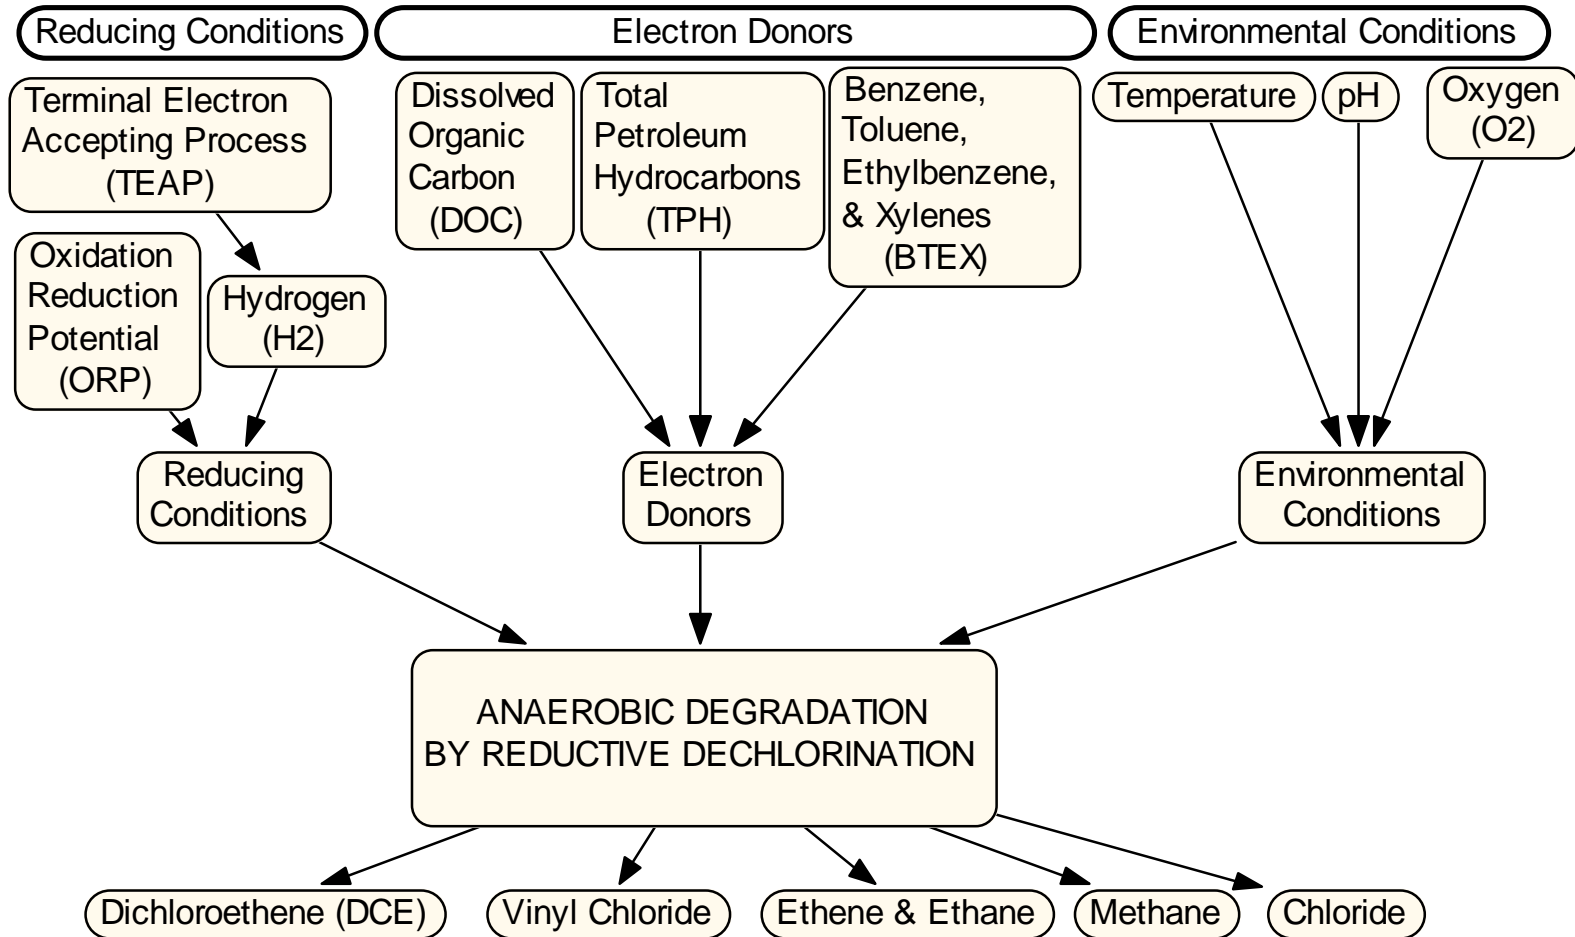 Reducing Conditions
Electron Donors
Environmental Conditions
Terminal Electron
Accepting Process
(TEAP)
Dissolved
Organic
Carbon
(DOC)
Total
Petroleum
Hydrocarbons
(TPH)
Benzene,
Toluene,
Ethylbenzene,
& Xylenes
(BTEX)
Temperature
pH
Oxygen
(O2)
Oxidation
Reduction
Potential
(ORP)
Hydrogen
(H2)
Reducing
Conditions
Electron
Donors
Environmental
Conditions
ANAEROBIC DEGRADATION
BY REDUCTIVE DECHLORINATION
Dichloroethene (DCE)
Vinyl Chloride
Ethene & Ethane
Methane
Chloride